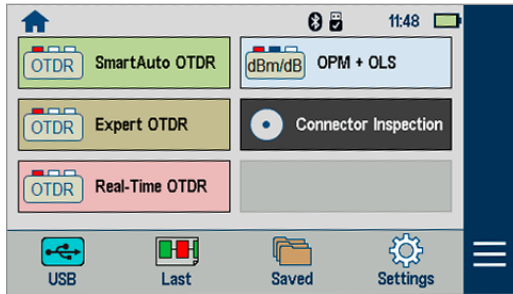 11:48
OTDR SmartAuto OTDR
dBm/dB OPM + OLS
OTDR Expert OTDR
Connector Inspection
OTDR Real-Time OTDR
USB
Last
Saved
Settings